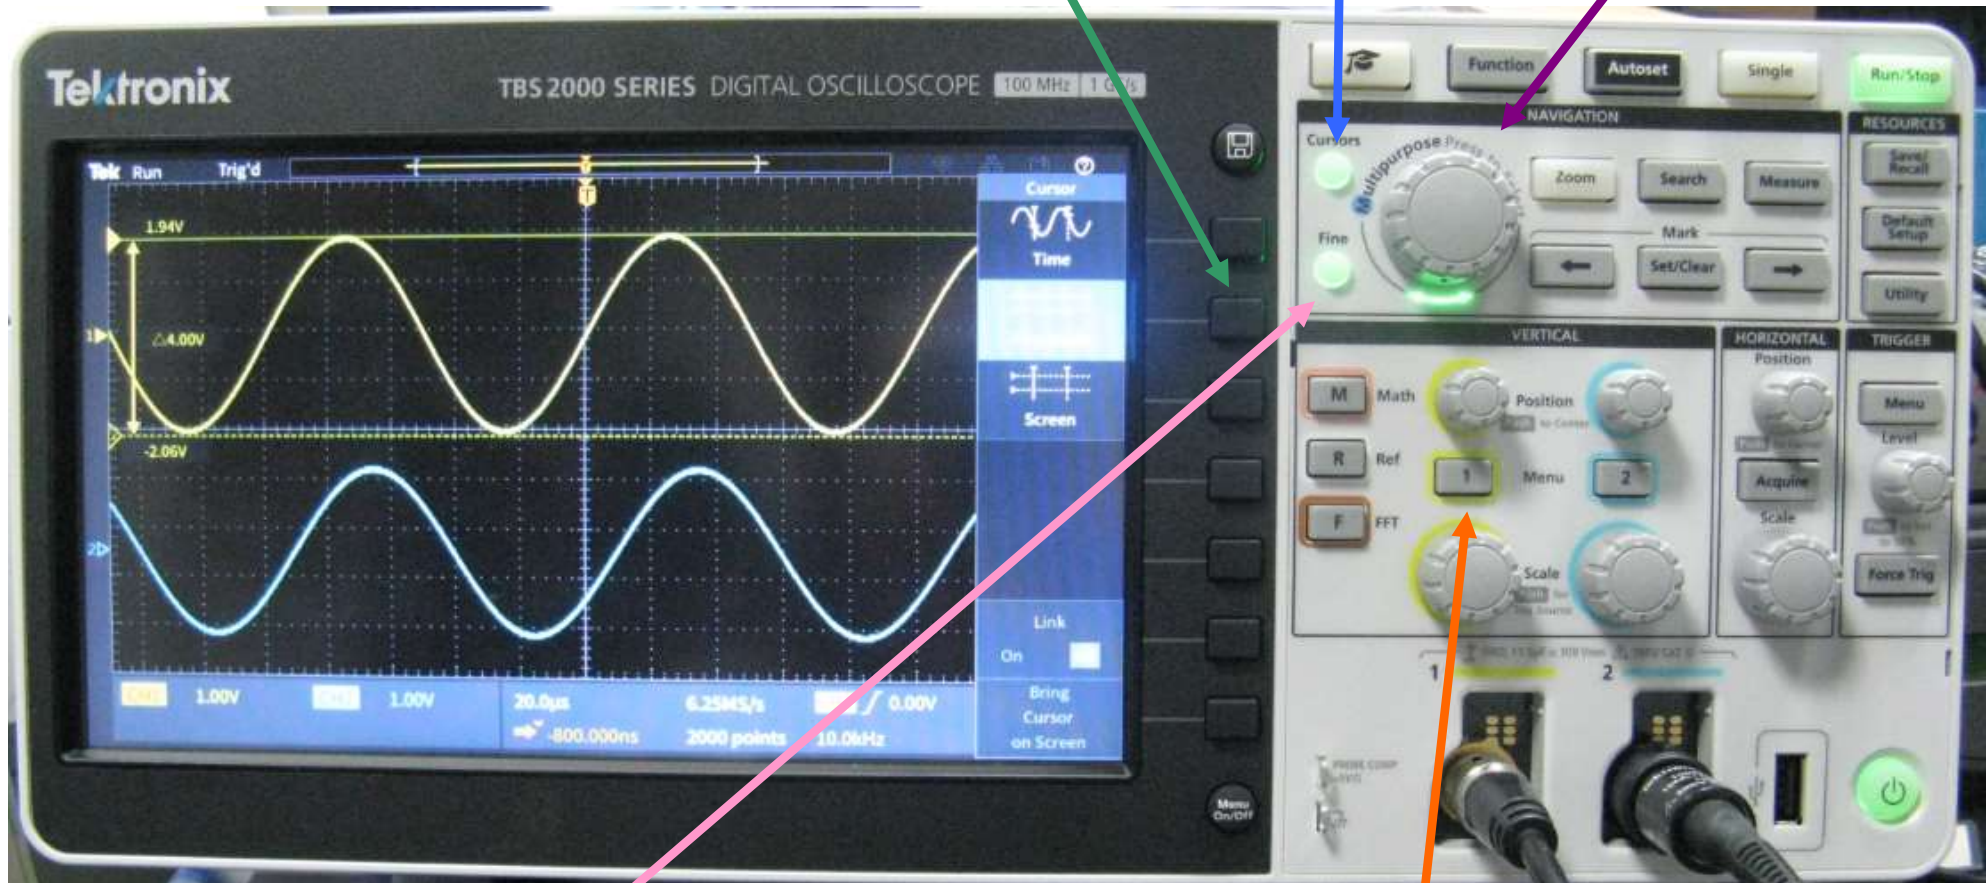 Tektronix
TBS 2000 SERIES DIGITAL OSCILLOSCOPE 100 MHz
Tek Run Trig'd
1.94V
△4.00V
-2.06V
1
2
Cursor
Time
Screen
Link
On
Bring
Cursor
on Screen
1.00V 1.00V 20.0µs 6.25MS/s 0.00V
-800.000ns 2000 points 10.0kHz
Menu
On/Off
Function Autoset Single Run/Stop
NAVIGATION
RESOURCES
Cursors
Multipurpose
Fine
Zoom Search Measure
Mark
Set/Clear
Save/
Recall
Default
Setup
Utility
VERTICAL
HORIZONTAL
TRIGGER
M Math
R Ref
F FFT
Position
Menu
1 2
Scale
Position
Acquire
Scale
Menu
Level
Force Trig
1 2
PROBE COMP